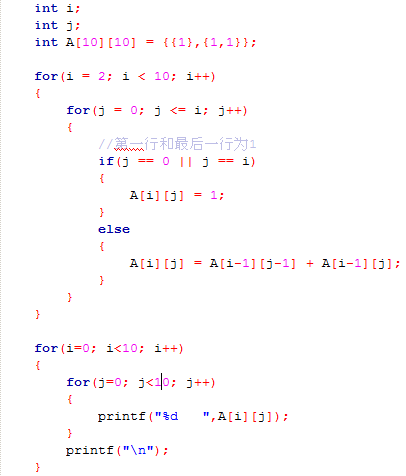 int i;
int j;
int A[10][10] = {{1},{1,1}};
for(i = 2; i < 10; i++)
{
for(j = 0; j <= i; j++)
{
//第一行和最后一行为1
if(j == 0 || j == i)
{
A[i][j] = 1;
}
else
{
A[i][j] = A[i-1][j-1] + A[i-1][j];
}
}
}
for(i=0; i<10; i++)
{
for(j=0; j<10; j++)
{
printf("%d   ",A[i][j]);
}
printf("\n");
}